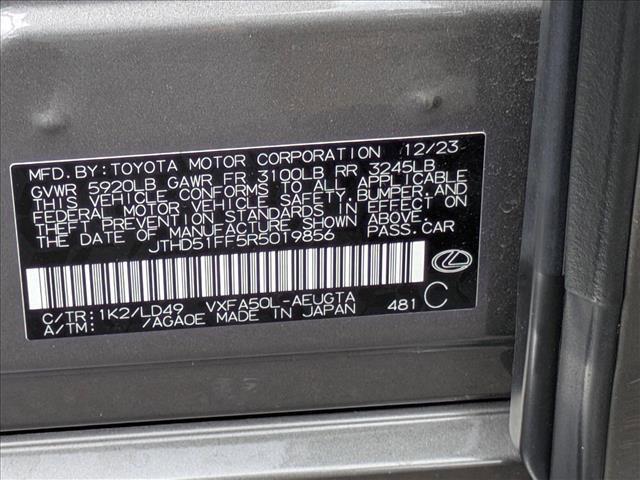 MFD. BY: TOYOTA MOTOR CORPORATION 12/23
GVWR 5920LB GAWR FR 3100LB RR 3245LB
THIS VEHICLE CONFORMS TO ALL APPLICABLE
FEDERAL MOTOR VEHICLE SAFETY, BUMPER, AND
THEFT PREVENTION STANDARDS IN EFFECT ON
THE DATE OF MANUFACTURE SHOWN ABOVE.
JTHD51FF5R5019856 PASS. CAR
C/TR: 1K2/LD49 VXFA50L-AEUGTA
A/TM: /AGA0E MADE IN JAPAN 481 C